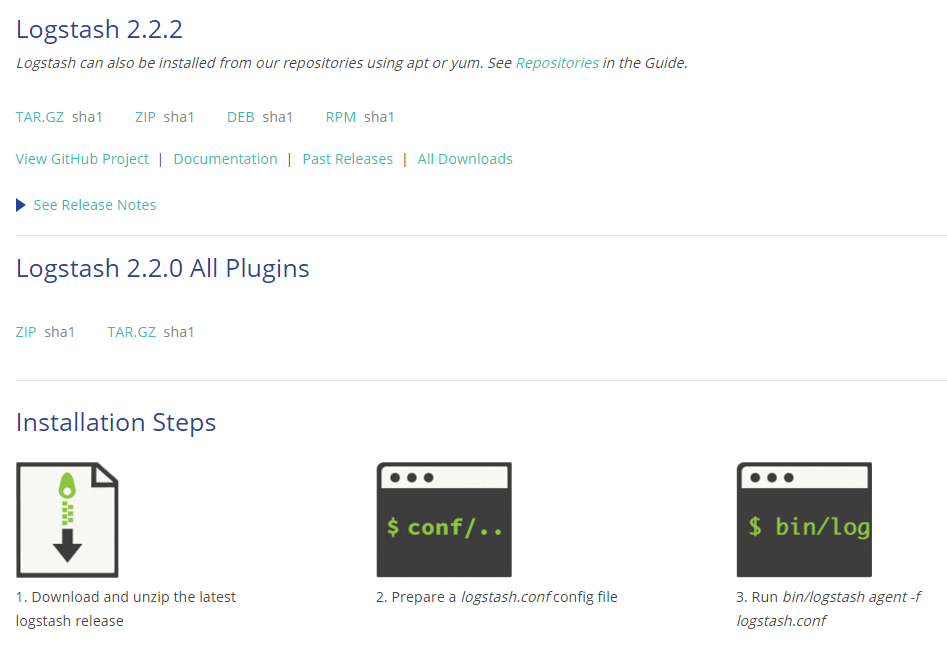 Logstash 2.2.2
Logstash can also be installed from our repositories using apt or yum. See Repositories in the Guide.
TAR.GZ sha1 ZIP sha1 DEB sha1 RPM sha1
View GitHub Project | Documentation | Past Releases | All Downloads
See Release Notes
Logstash 2.2.0 All Plugins
ZIP sha1 TAR.GZ sha1
Installation Steps
$ conf/..
$ bin/log
1. Download and unzip the latest
logstash release
2. Prepare a logstash.conf config file
3. Run bin/logstash agent -f
logstash.conf